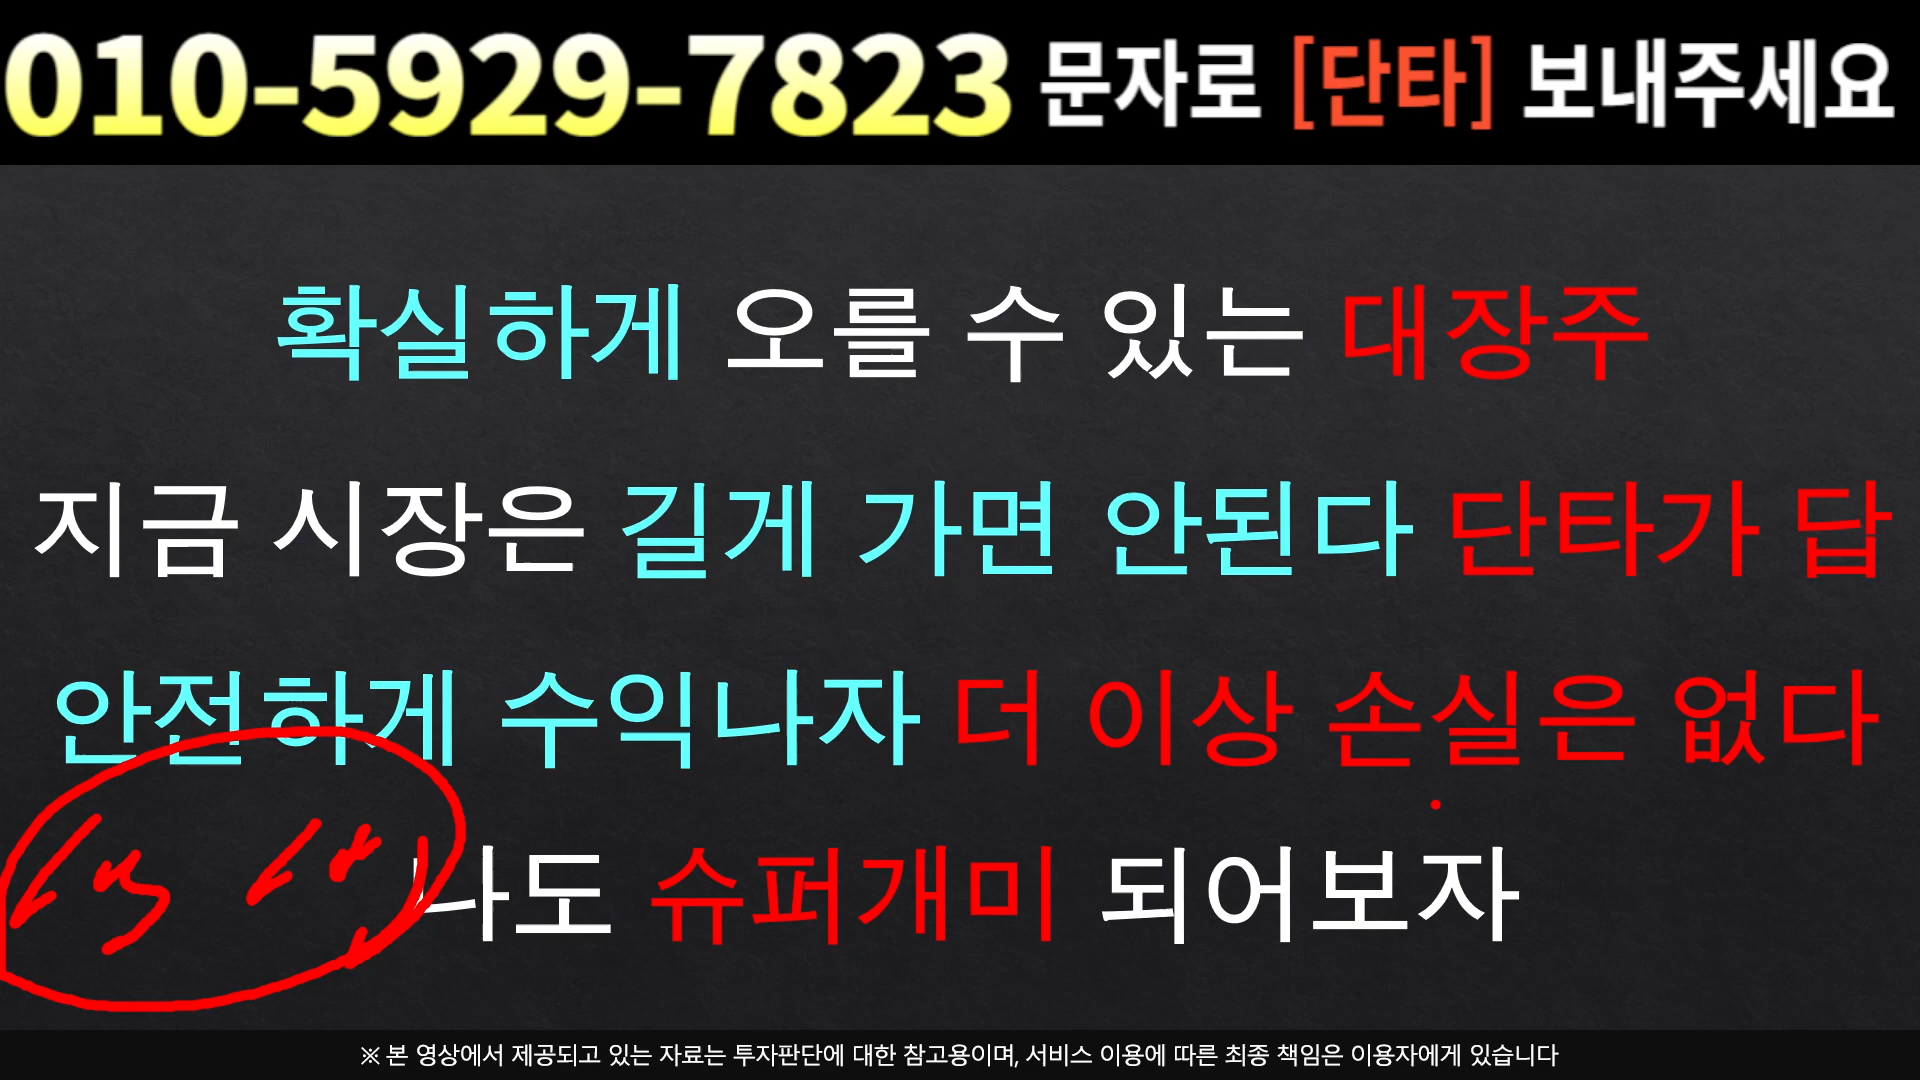 010-5929-7823 문자로 [단타] 보내주세요
확실하게 오를 수 있는 대장주
지금 시장은 길게 가면 안된다 단타가 답
안전하게 수익나자 더 이상 손실은 없다
나도 슈퍼개미 되어보자
※ 본 영상에서 제공되고 있는 자료는 투자판단에 대한 참고용이며, 서비스 이용에 따른 최종 책임은 이용자에게 있습니다